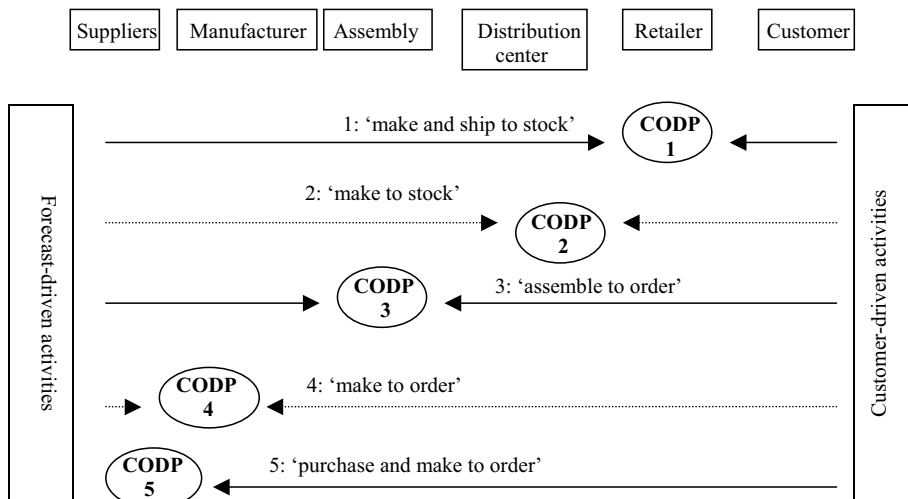 Suppliers
Manufacturer
Assembly
Distribution
center
Retailer
Customer
1: ‘make and ship to stock’
CODP
1
2: ‘make to stock’
CODP
2
Forecast-driven activities
Customer-driven activities
CODP
3
3: ‘assemble to order’
CODP
4
4: ‘make to order’
CODP
5
5: ‘purchase and make to order’